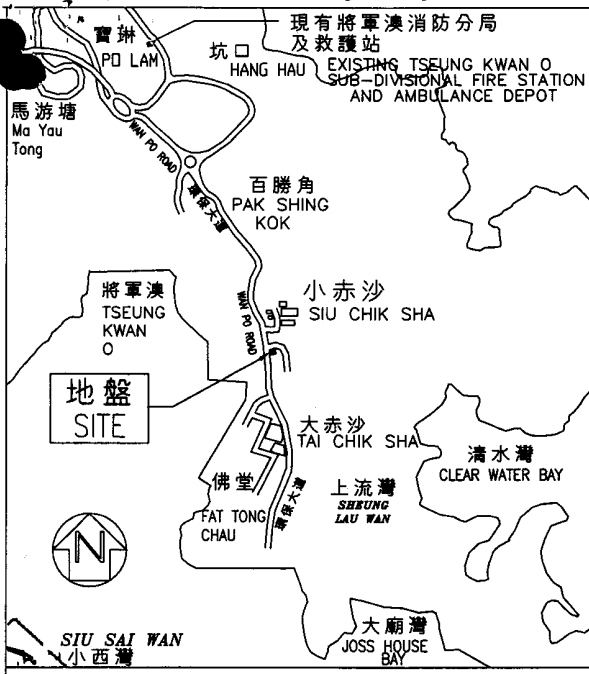 現有將軍澳消防分局
及救護站
EXISTING TSEUNG KWAN O
SUB-DIVISIONAL FIRE STATION
AND AMBULANCE DEPOT
寶琳
PO LAM
坑口
HANG HAU
馬游塘
Ma Yau
Tong
WAN PO ROAD
環保大道
百勝角
PAK SHING
KOK
將軍澳
TSEUNG
KWAN
O
小赤沙
SIU CHIK SHA
WAN PO ROAD
地盤
SITE
大赤沙
TAI CHIK SHA
清水灣
CLEAR WATER BAY
佛堂
FAT TONG
CHAU
環保大道
上流灣
SHEUNG
LAU WAN
N
SIU SAI WAN
小西灣
大廟灣
JOSS HOUSE
BAY